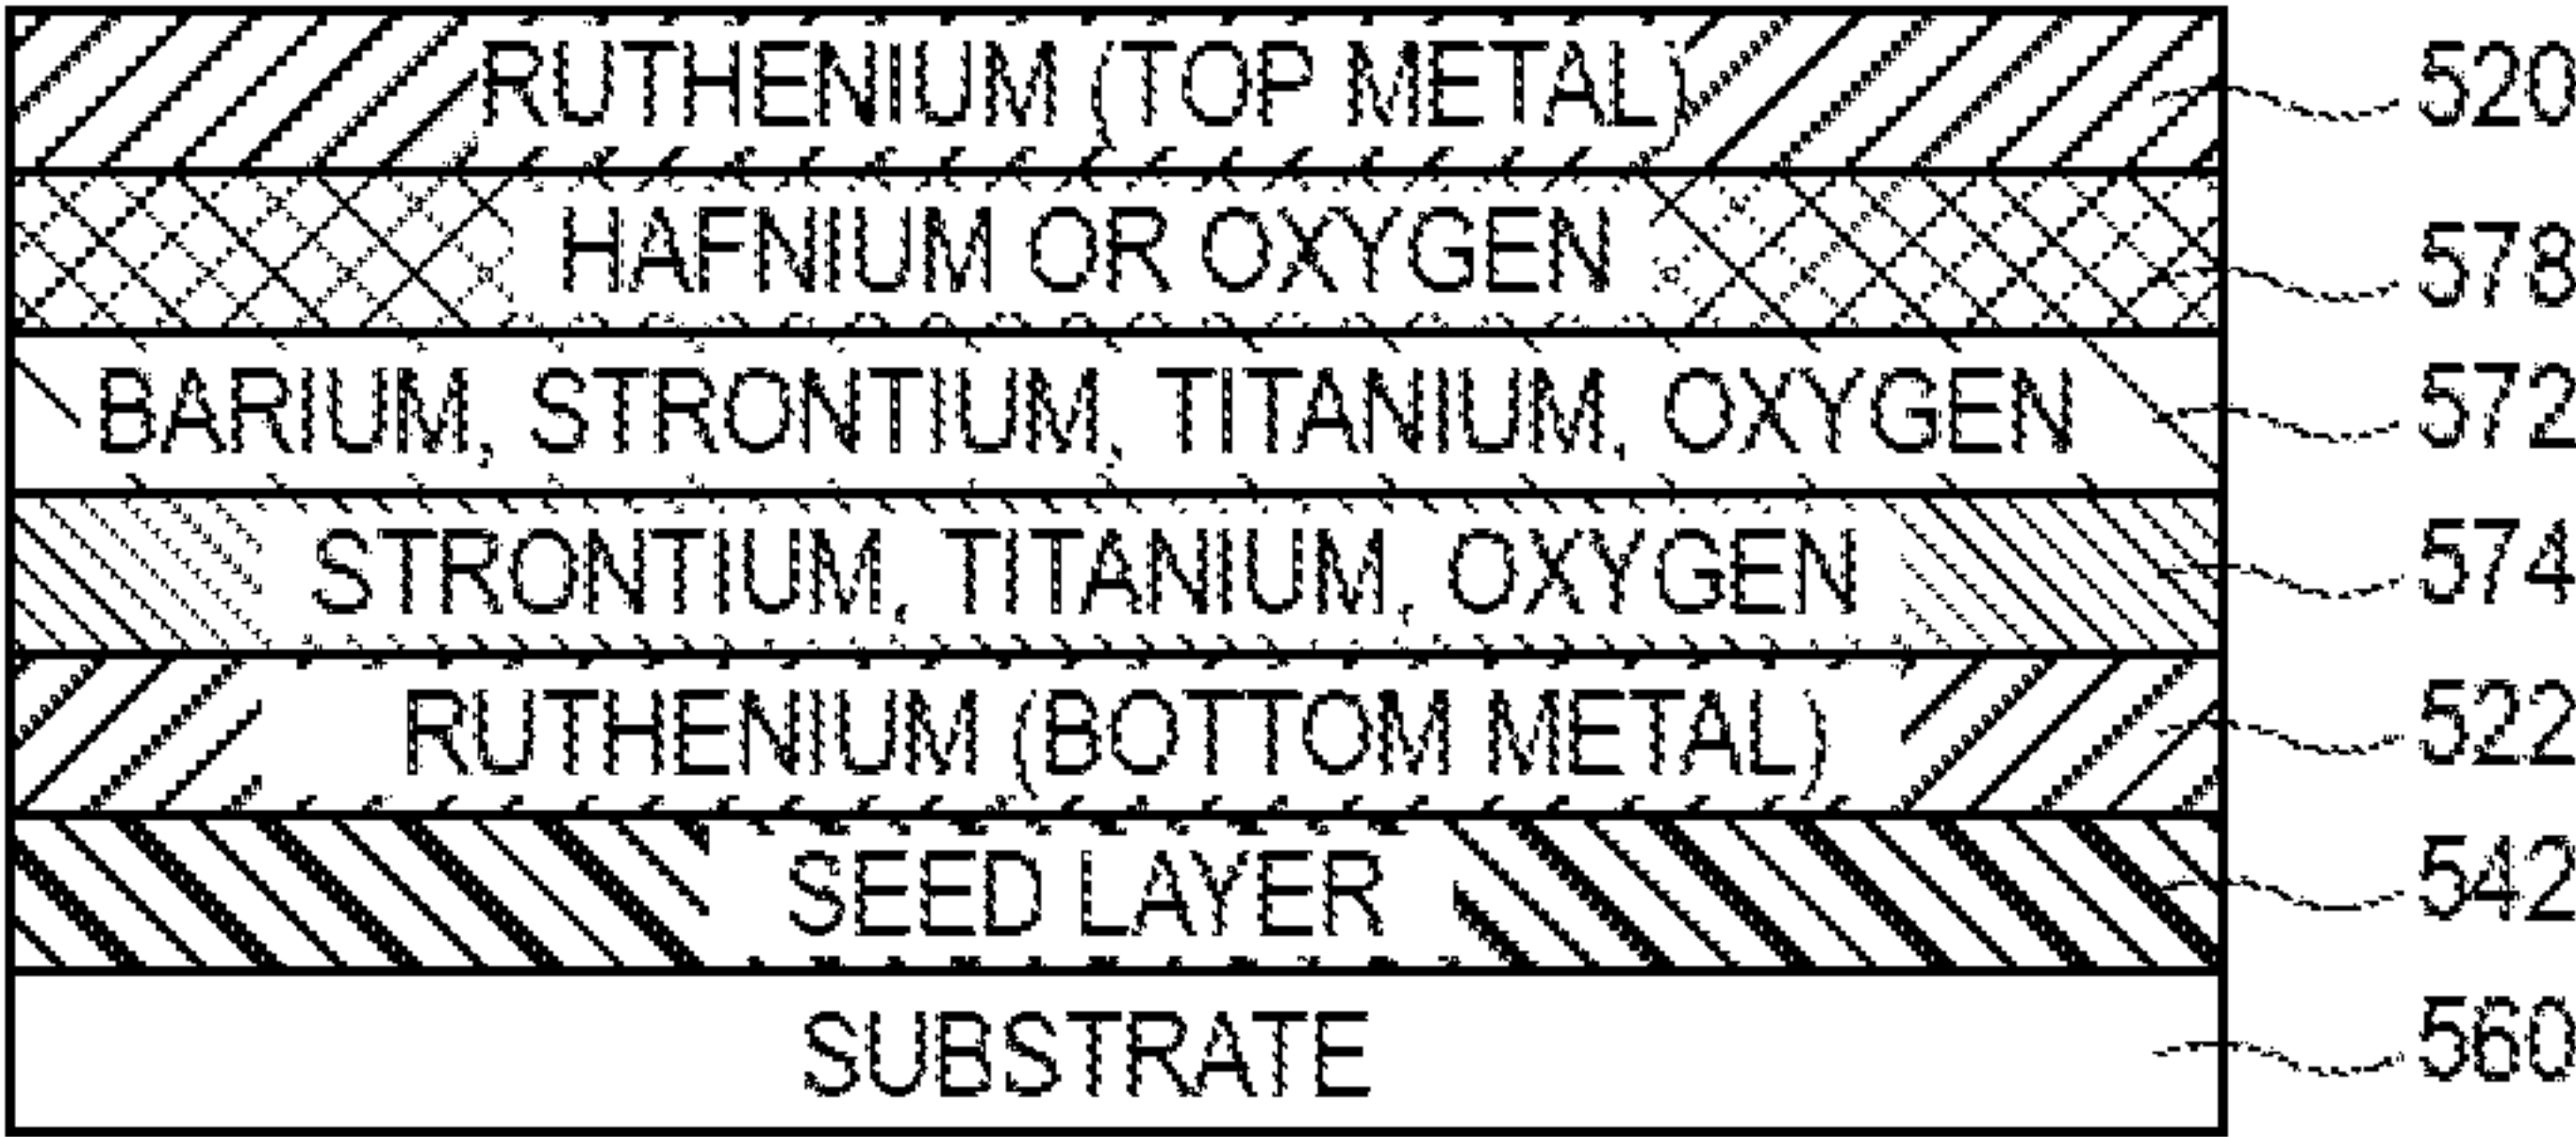 RUTHENIUM (TOP METAL) 520
HAFNIUM OR OXYGEN 578
BARIUM, STRONTIUM, TITANIUM, OXYGEN 572
STRONTIUM, TITANIUM, OXYGEN 574
RUTHENIUM (BOTTOM METAL) 522
SEED LAYER 542
SUBSTRATE 560